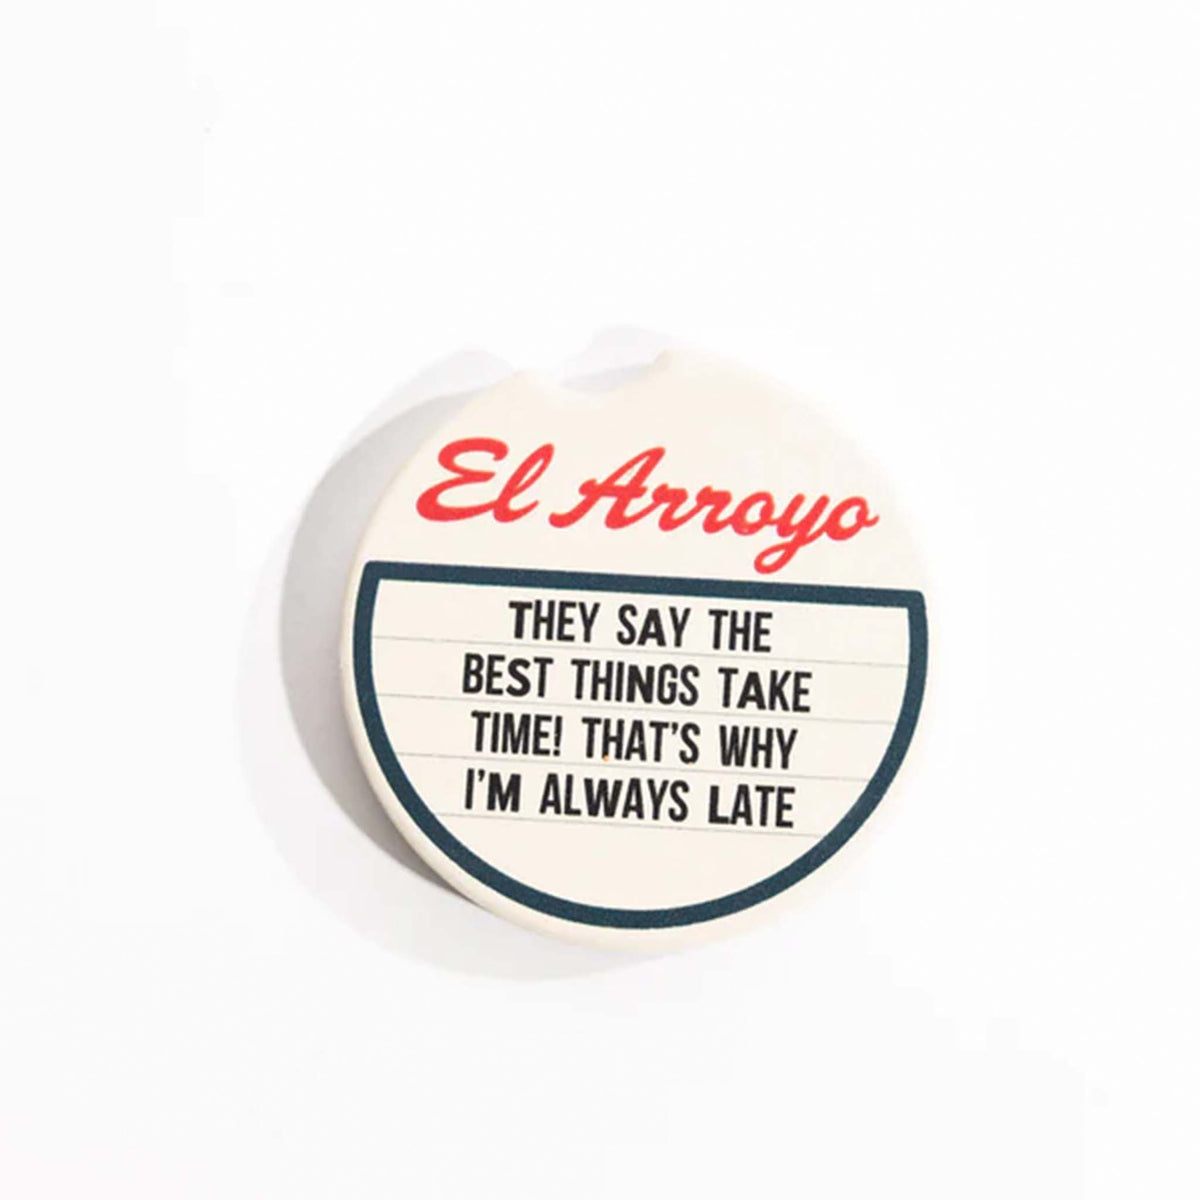 El Arroyo
THEY SAY THE
BEST THINGS TAKE
TIME! THAT'S WHY
I'M ALWAYS LATE